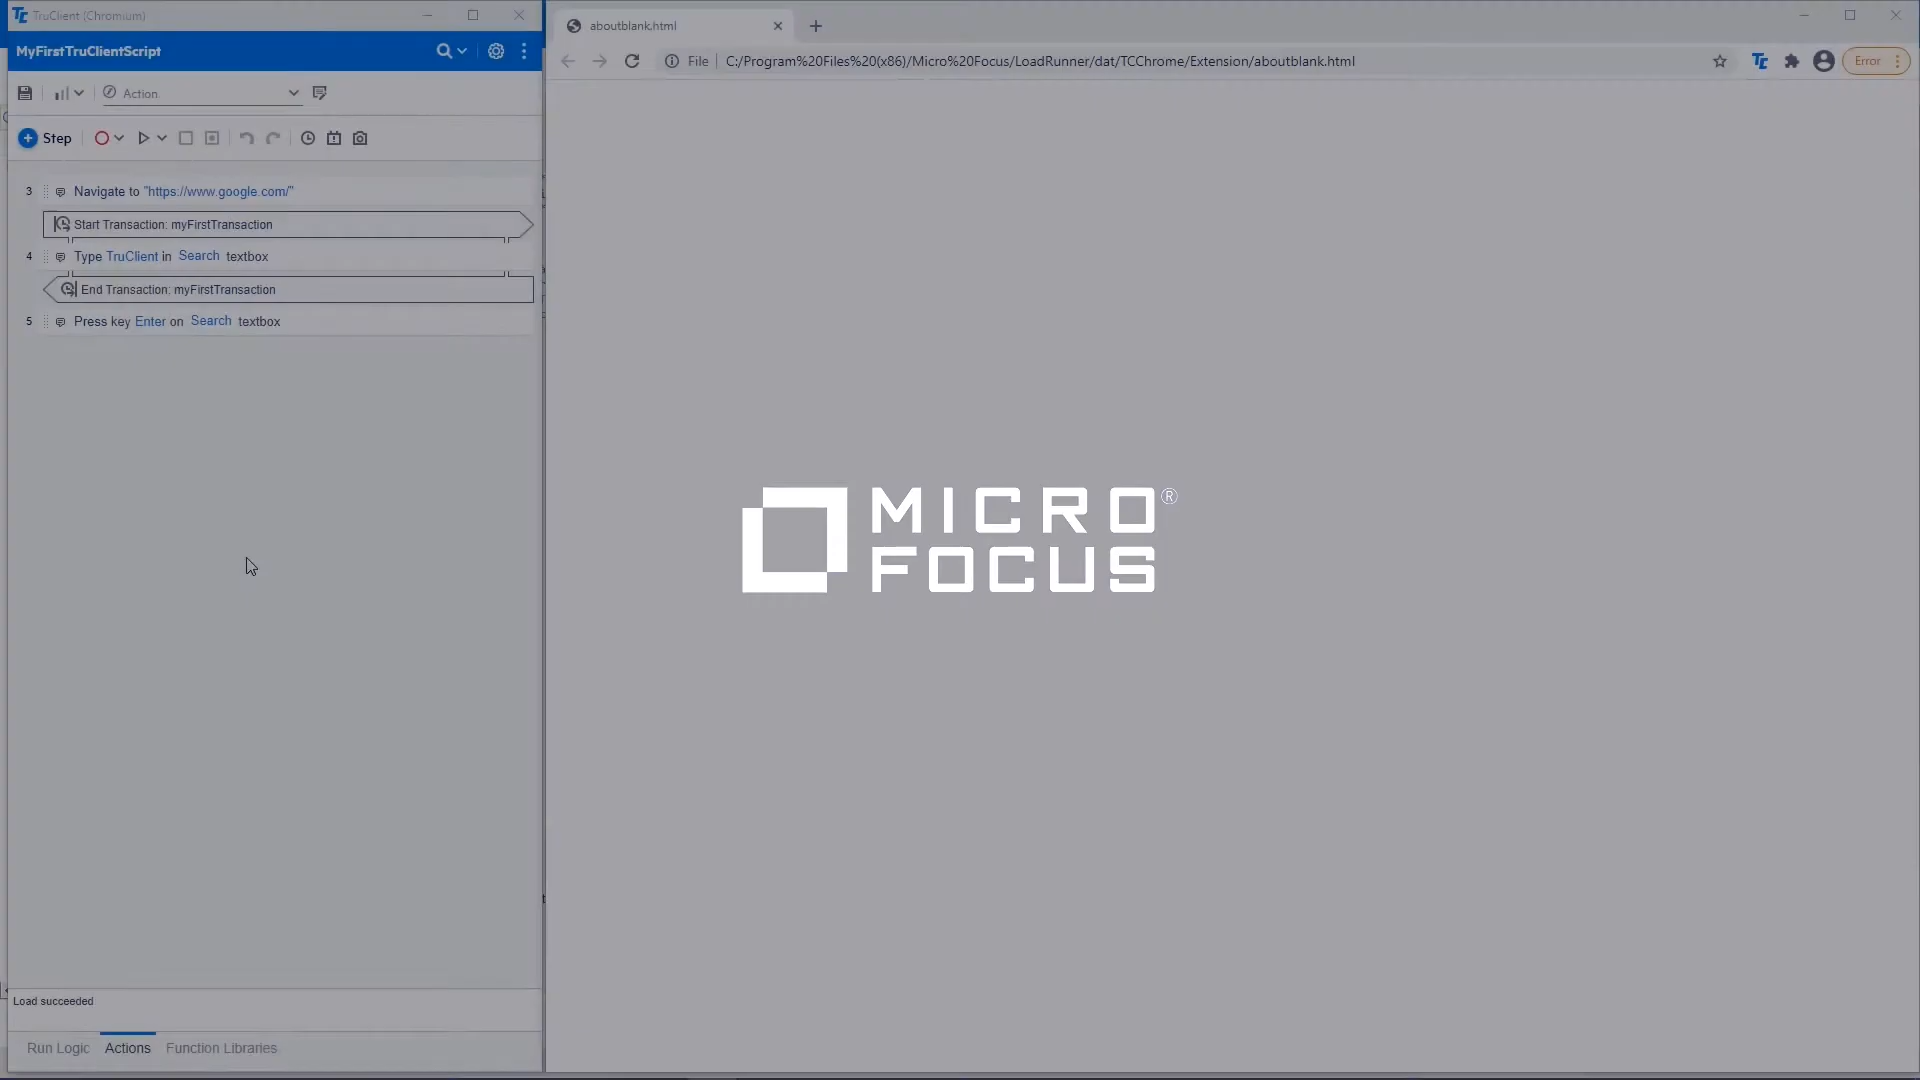 TruClient (Chromium)
MyFirstTruClientScript
Action
Step
3 Navigate to "https://www.google.com/"
Start Transaction: myFirstTransaction
4 Type TruClient in Search textbox
End Transaction: myFirstTransaction
5 Press key Enter on Search textbox
Load succeeded
Run Logic Actions Function Libraries
aboutblank.html
File C:/Program%20Files%20(x86)/Micro%20Focus/LoadRunner/dat/TCChrome/Extension/aboutblank.html
Error
MICRO
FOCUS®